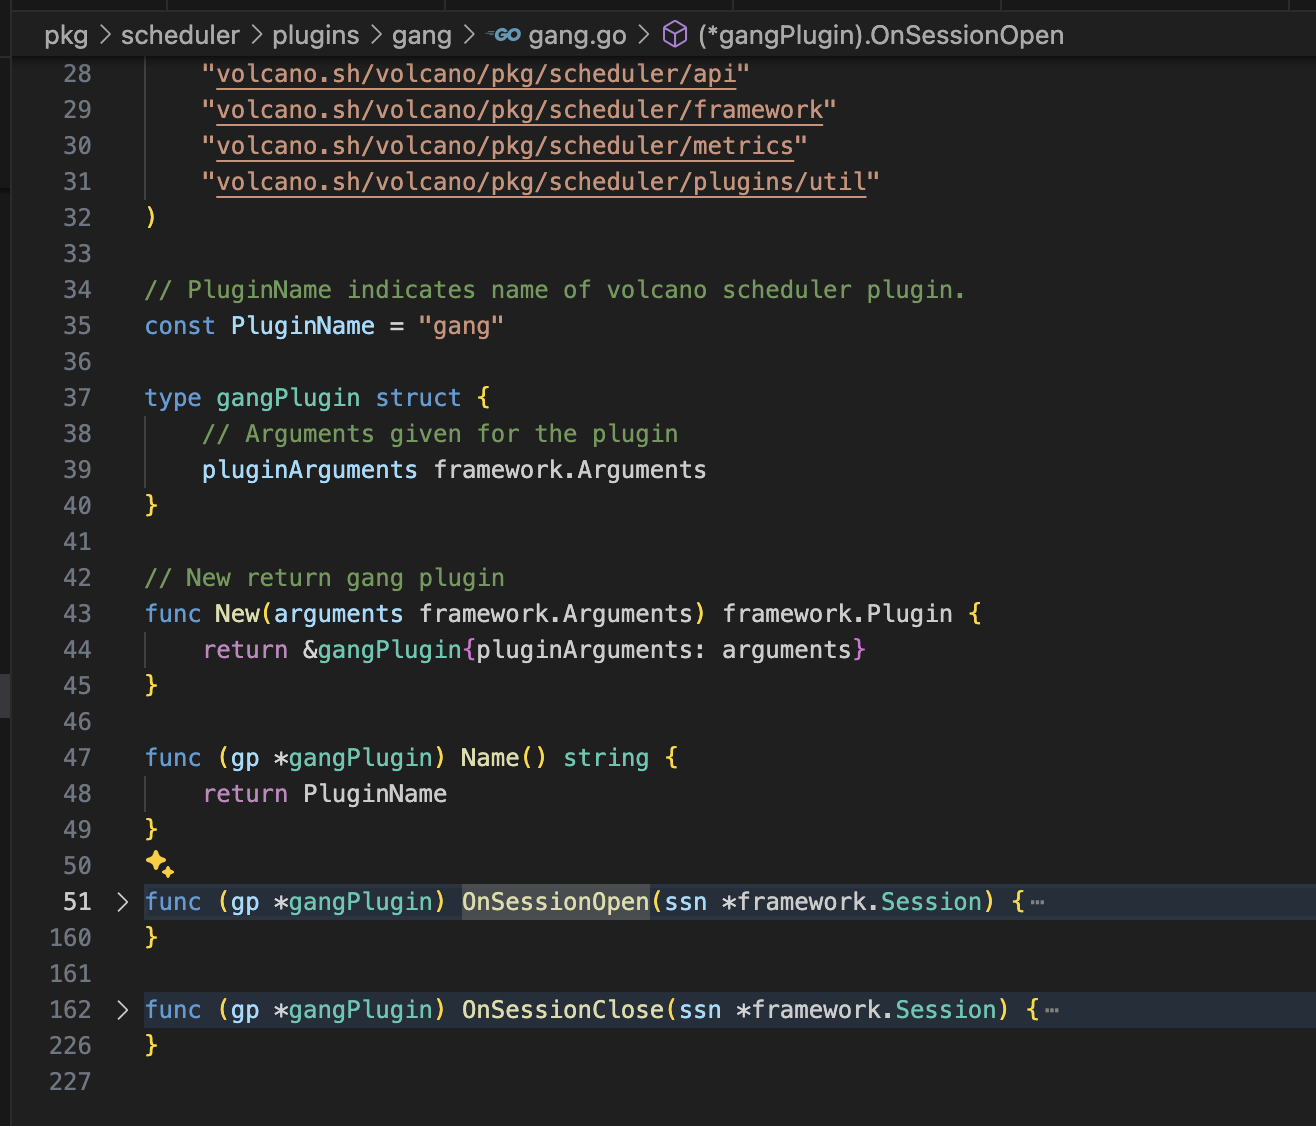 pkg > scheduler > plugins > gang > GO gang.go > (*gangPlugin).OnSessionOpen
28 "volcano.sh/volcano/pkg/scheduler/api"
29 "volcano.sh/volcano/pkg/scheduler/framework"
30 "volcano.sh/volcano/pkg/scheduler/metrics"
31 "volcano.sh/volcano/pkg/scheduler/plugins/util"
32 )
33
34 // PluginName indicates name of volcano scheduler plugin.
35 const PluginName = "gang"
36
37 type gangPlugin struct {
38 // Arguments given for the plugin
39 pluginArguments framework.Arguments
40 }
41
42 // New return gang plugin
43 func New(arguments framework.Arguments) framework.Plugin {
44 return &gangPlugin{pluginArguments: arguments}
45 }
46
47 func (gp *gangPlugin) Name() string {
48 return PluginName
49 }
50
51 > func (gp *gangPlugin) OnSessionOpen(ssn *framework.Session) {⋯
160 }
161
162 > func (gp *gangPlugin) OnSessionClose(ssn *framework.Session) {⋯
226 }
227